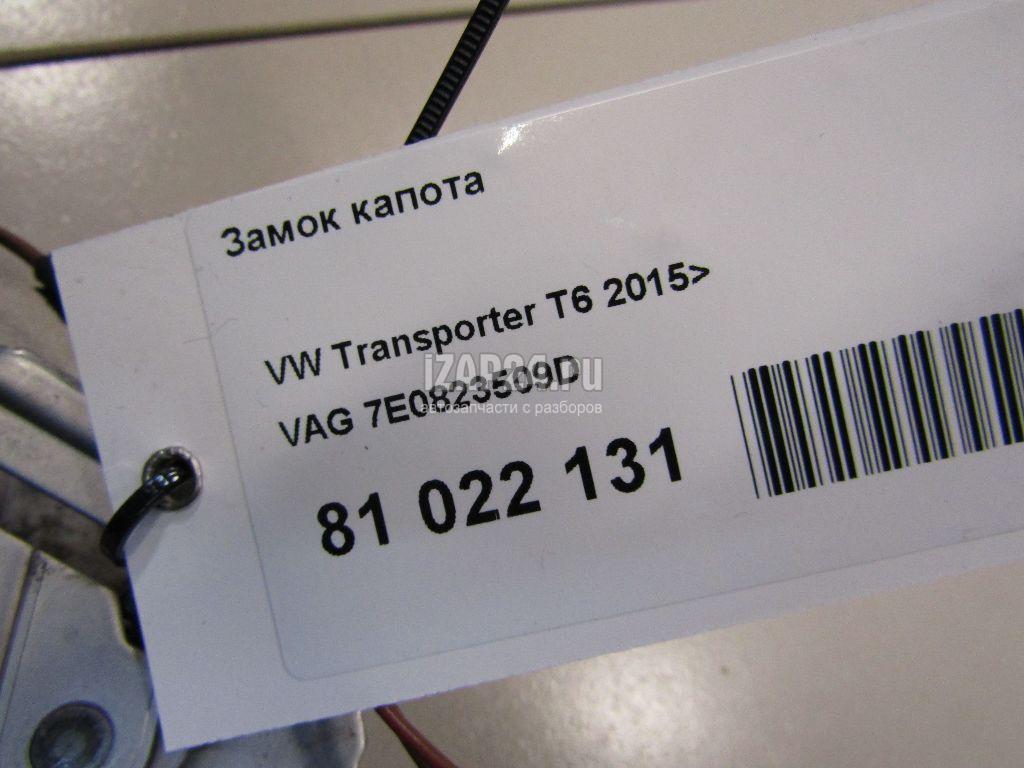 Замок капота
VW Transporter T6 2015>
VAG 7E0823509D
iZAP24.ru
автозапчасти с разборов
81 022 131